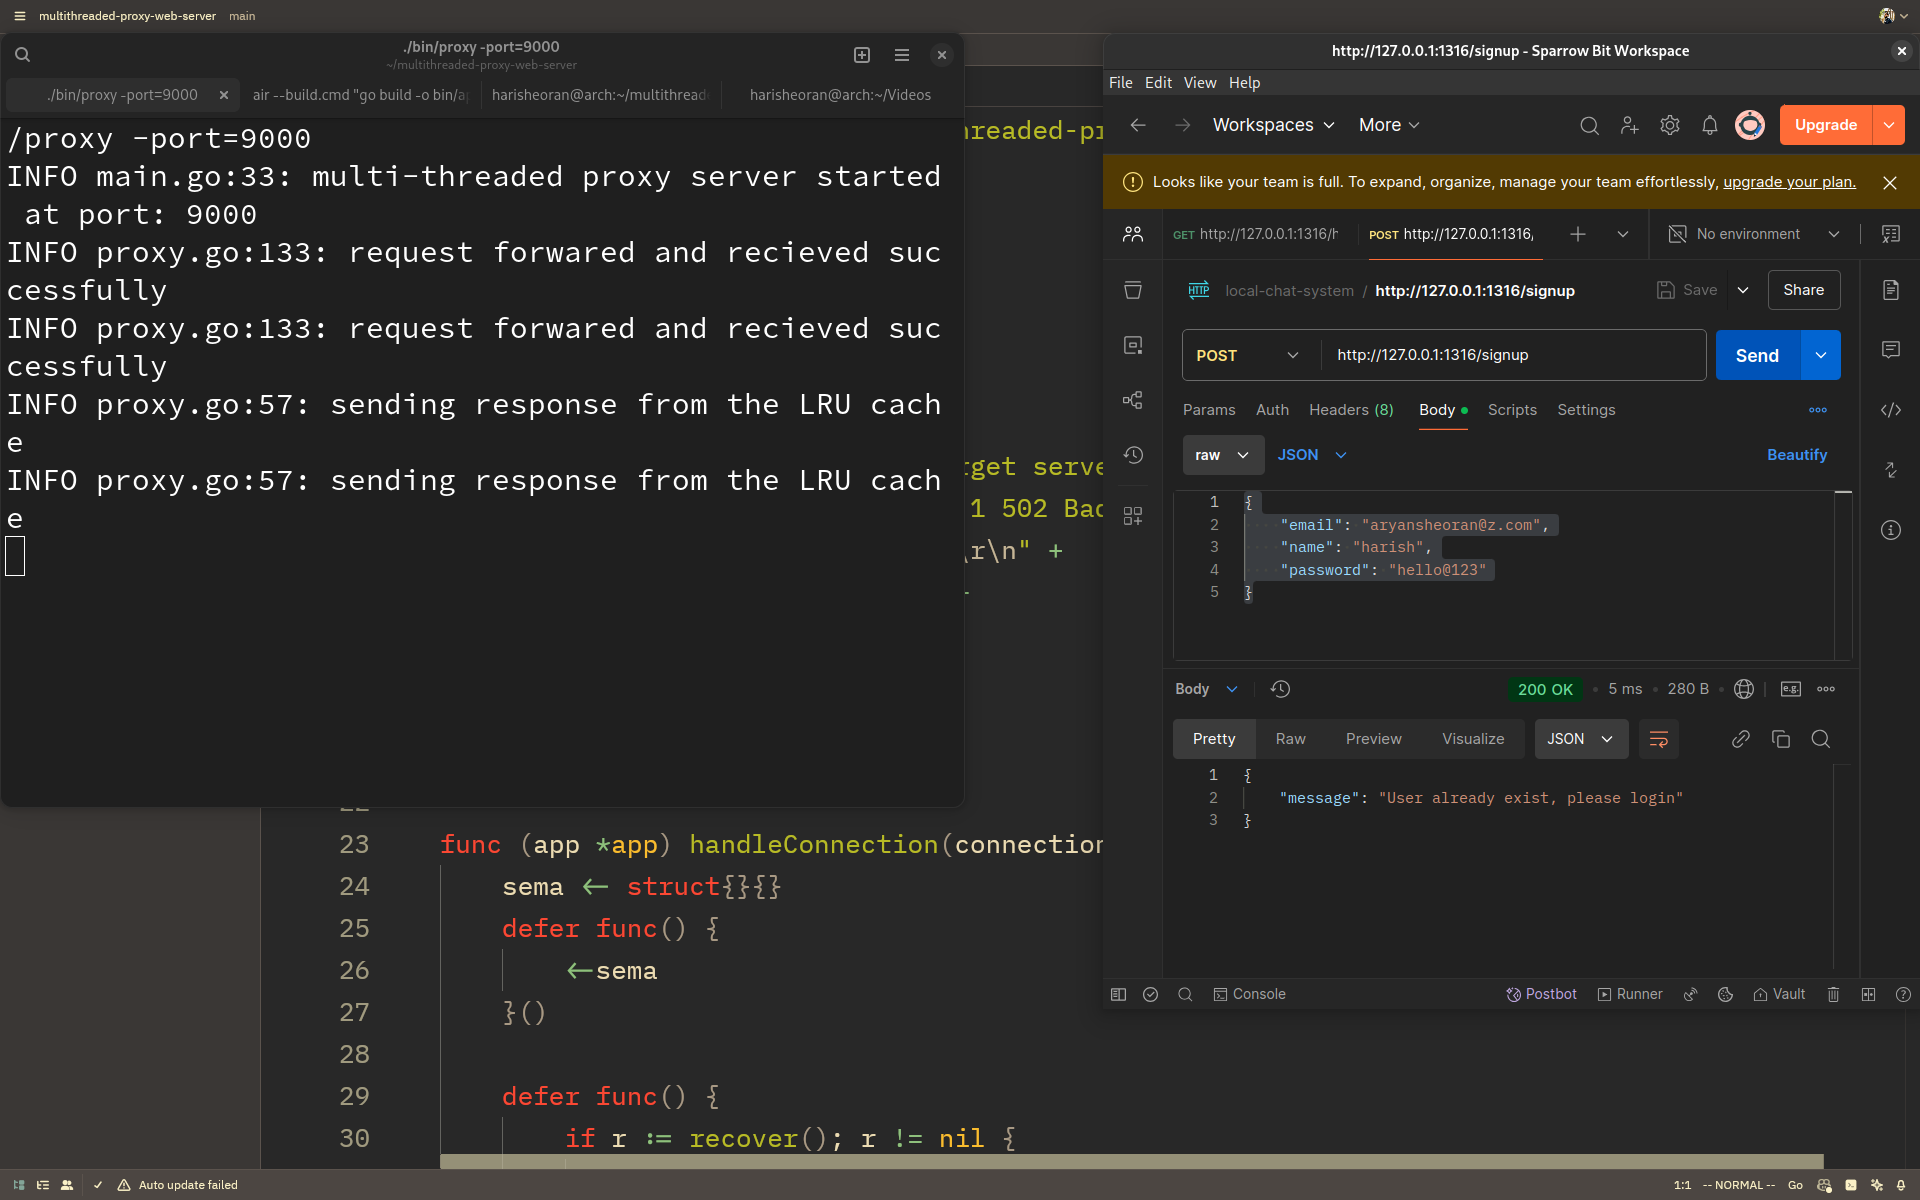 multithreaded-proxy-web-server main
./bin/proxy -port=9000
~/multithreaded-proxy-web-server
./bin/proxy -port=9000
air --build.cmd "go build -o bin/a
harisheoran@arch:~/multithread
harisheoran@arch:~/Videos
/proxy -port=9000
INFO main.go:33: multi-threaded proxy server started
at port: 9000
INFO proxy.go:133: request forwared and recieved suc
cessfully
INFO proxy.go:133: request forwared and recieved suc
cessfully
INFO proxy.go:57: sending response from the LRU cach
e
INFO proxy.go:57: sending response from the LRU cach
e
rget serve
1 502 Bad
\r\n" +
22
23 func (app *app) handleConnection(connection
24 sema <- struct{}{}
25 defer func() {
26 <-sema
27 }()
28
29 defer func() {
30 if r := recover(); r != nil {
http://127.0.0.1:1316/signup - Sparrow Bit Workspace
File Edit View Help
Workspaces More
Upgrade
Looks like your team is full. To expand, organize, manage your team effortlessly, upgrade your plan.
GET http://127.0.0.1:1316/h
POST http://127.0.0.1:1316,
No environment
HTTP local-chat-system / http://127.0.0.1:1316/signup
Save
Share
POST http://127.0.0.1:1316/signup
Send
Params Auth Headers (8) Body Scripts Settings
raw JSON Beautify
1 {
2 "email": "aryansheoran@z.com",
3 "name": "harish",
4 "password": "hello@123"
5 }
Body 200 OK 5 ms 280 B e.g.
Pretty Raw Preview Visualize JSON
1 {
2 "message": "User already exist, please login"
3 }
Console Postbot Runner Vault
Auto update failed
1:1 -- NORMAL -- Go